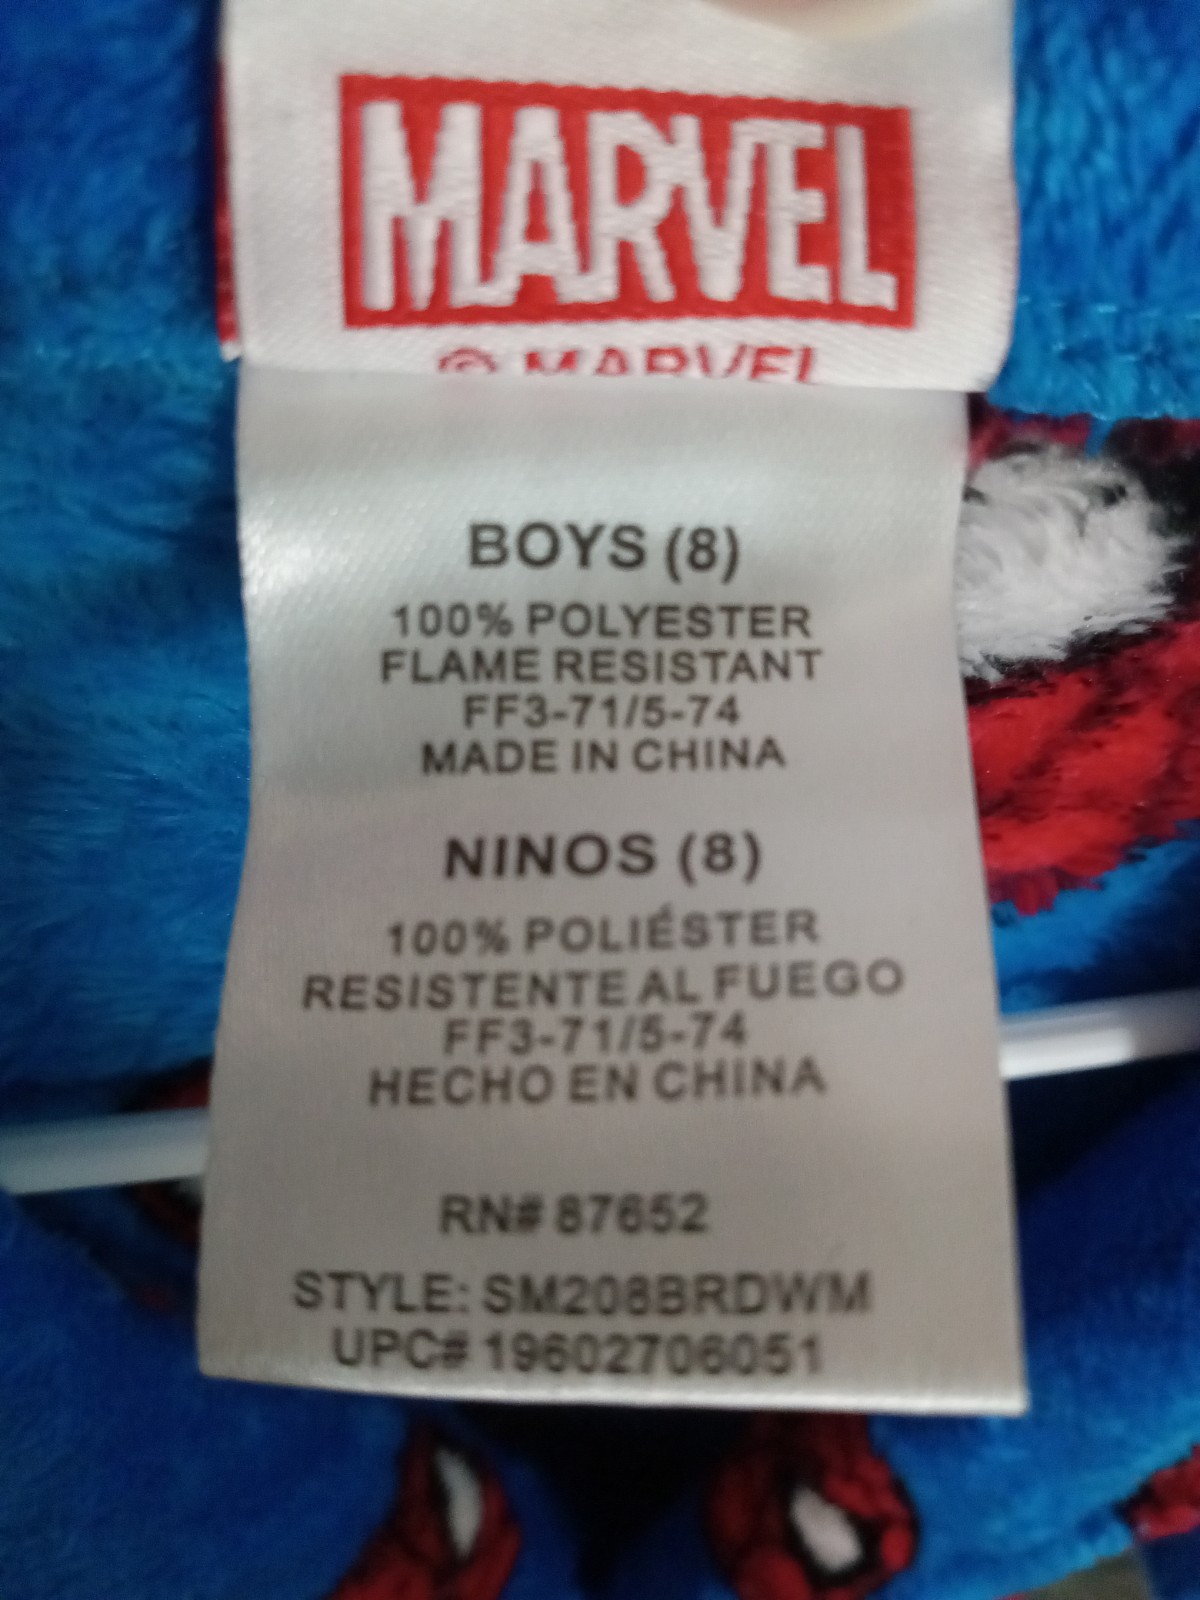 MARVEL
© MARVEL
BOYS (8)
100% POLYESTER
FLAME RESISTANT
FF3-71/5-74
MADE IN CHINA
NINOS (8)
100% POLIÉSTER
RESISTENTE AL FUEGO
FF3-71/5-74
HECHO EN CHINA
RN# 87652
STYLE: SM208BRDWM
UPC# 19602706051